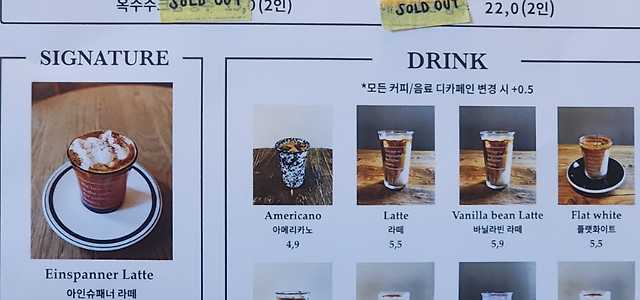 옥수수
SOLD OUT
0(2인)
SOLD OUT
22,0(2인)
SIGNATURE
Einspanner Latte
아인슈패너 라떼
DRINK
*모든 커피/음료 디카페인 변경 시 +0.5
Americano
아메리카노
4,9
Latte
라떼
5,5
Vanilla bean Latte
바닐라빈 라떼
5,9
Flat white
플랫화이트
5,5